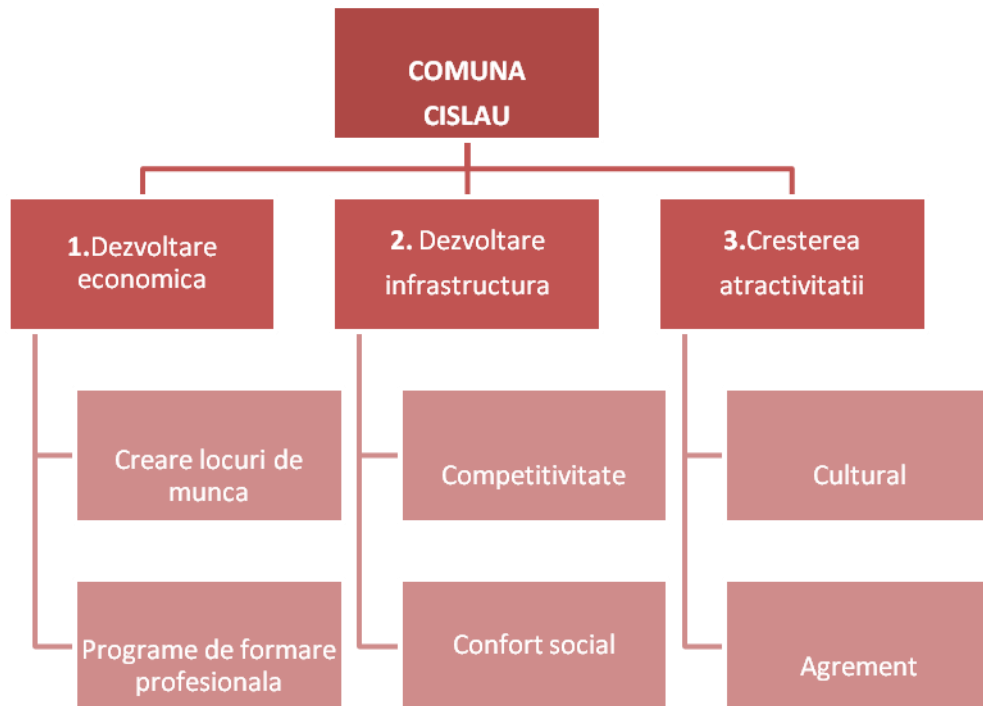 COMUNA
CISLAU
1.Dezvoltare
economica
2. Dezvoltare
infrastructura
3.Cresterea
atractivitatii
Creare locuri de
munca
Competitivitate
Cultural
Programe de formare
profesionala
Confort social
Agrement